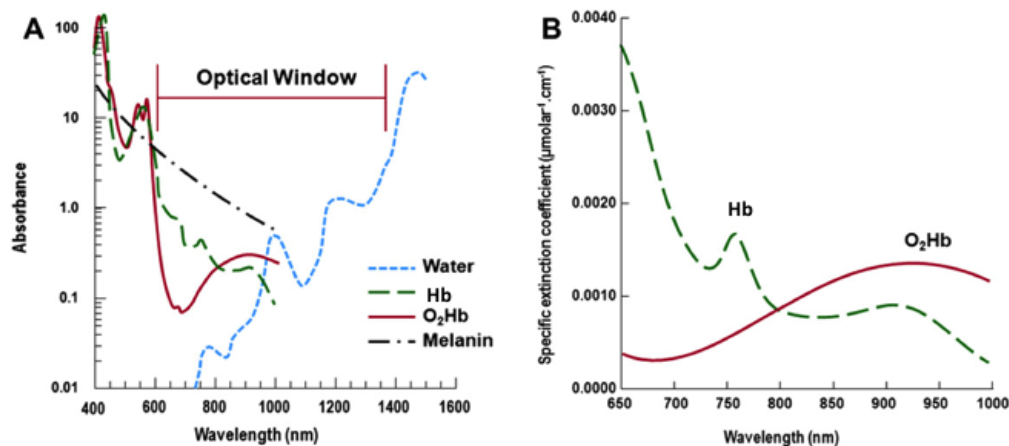 A
Optical Window
100
10
1.0
0.1
0.01
Absorbance
Water
Hb
O₂Hb
Melanin
400 600 800 1000 1200 1400 1600
Wavelength (nm)
B
0.0040
0.0030
0.0020
0.0010
0.0000
Specific extinction coefficient (µmolar⁻¹.cm⁻¹)
Hb
O₂Hb
650 700 750 800 850 900 950 1000
Wavelength (nm)